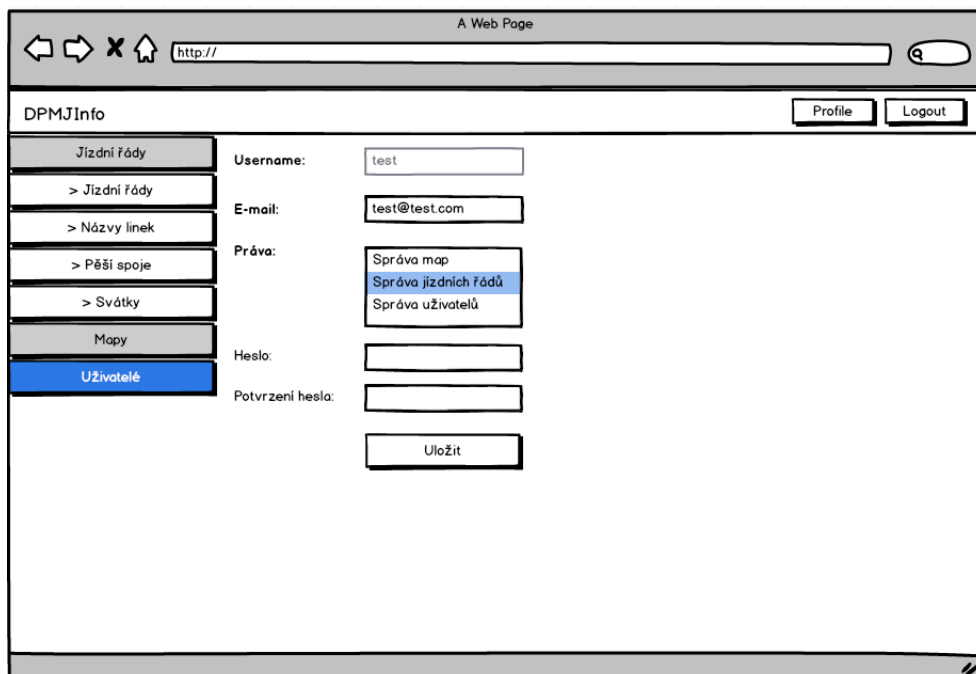 A Web Page
http://
DPMJInfo
Profile
Logout
Jízdní řády
> Jízdní řády
> Názvy linek
> Pěší spoje
> Svátky
Mapy
Uživatelé
Username:
test
E-mail:
test@test.com
Práva:
Správa map
Správa jízdních řádů
Správa uživatelů
Heslo:
Potvrzení hesla:
Uložit